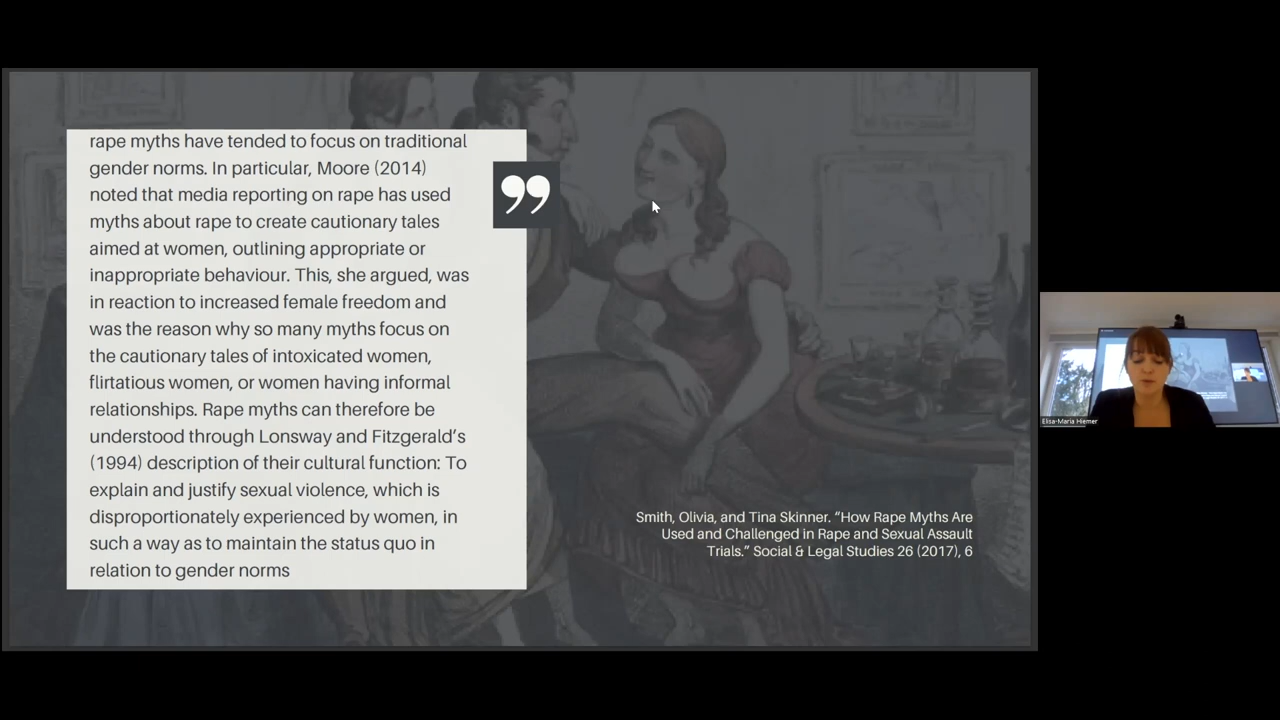 rape myths have tended to focus on traditional
gender norms. In particular, Moore (2014)
noted that media reporting on rape has used
myths about rape to create cautionary tales
aimed at women, outlining appropriate or
inappropriate behaviour. This, she argued, was
in reaction to increased female freedom and
was the reason why so many myths focus on
the cautionary tales of intoxicated women,
flirtatious women, or women having informal
relationships. Rape myths can therefore be
understood through Lonsway and Fitzgerald’s
(1994) description of their cultural function: To
explain and justify sexual violence, which is
disproportionately experienced by women, in
such a way as to maintain the status quo in
relation to gender norms
”
Smith, Olivia, and Tina Skinner. “How Rape Myths Are
Used and Challenged in Rape and Sexual Assault
Trials.” Social & Legal Studies 26 (2017), 6
Elisa-Maria Hiemer